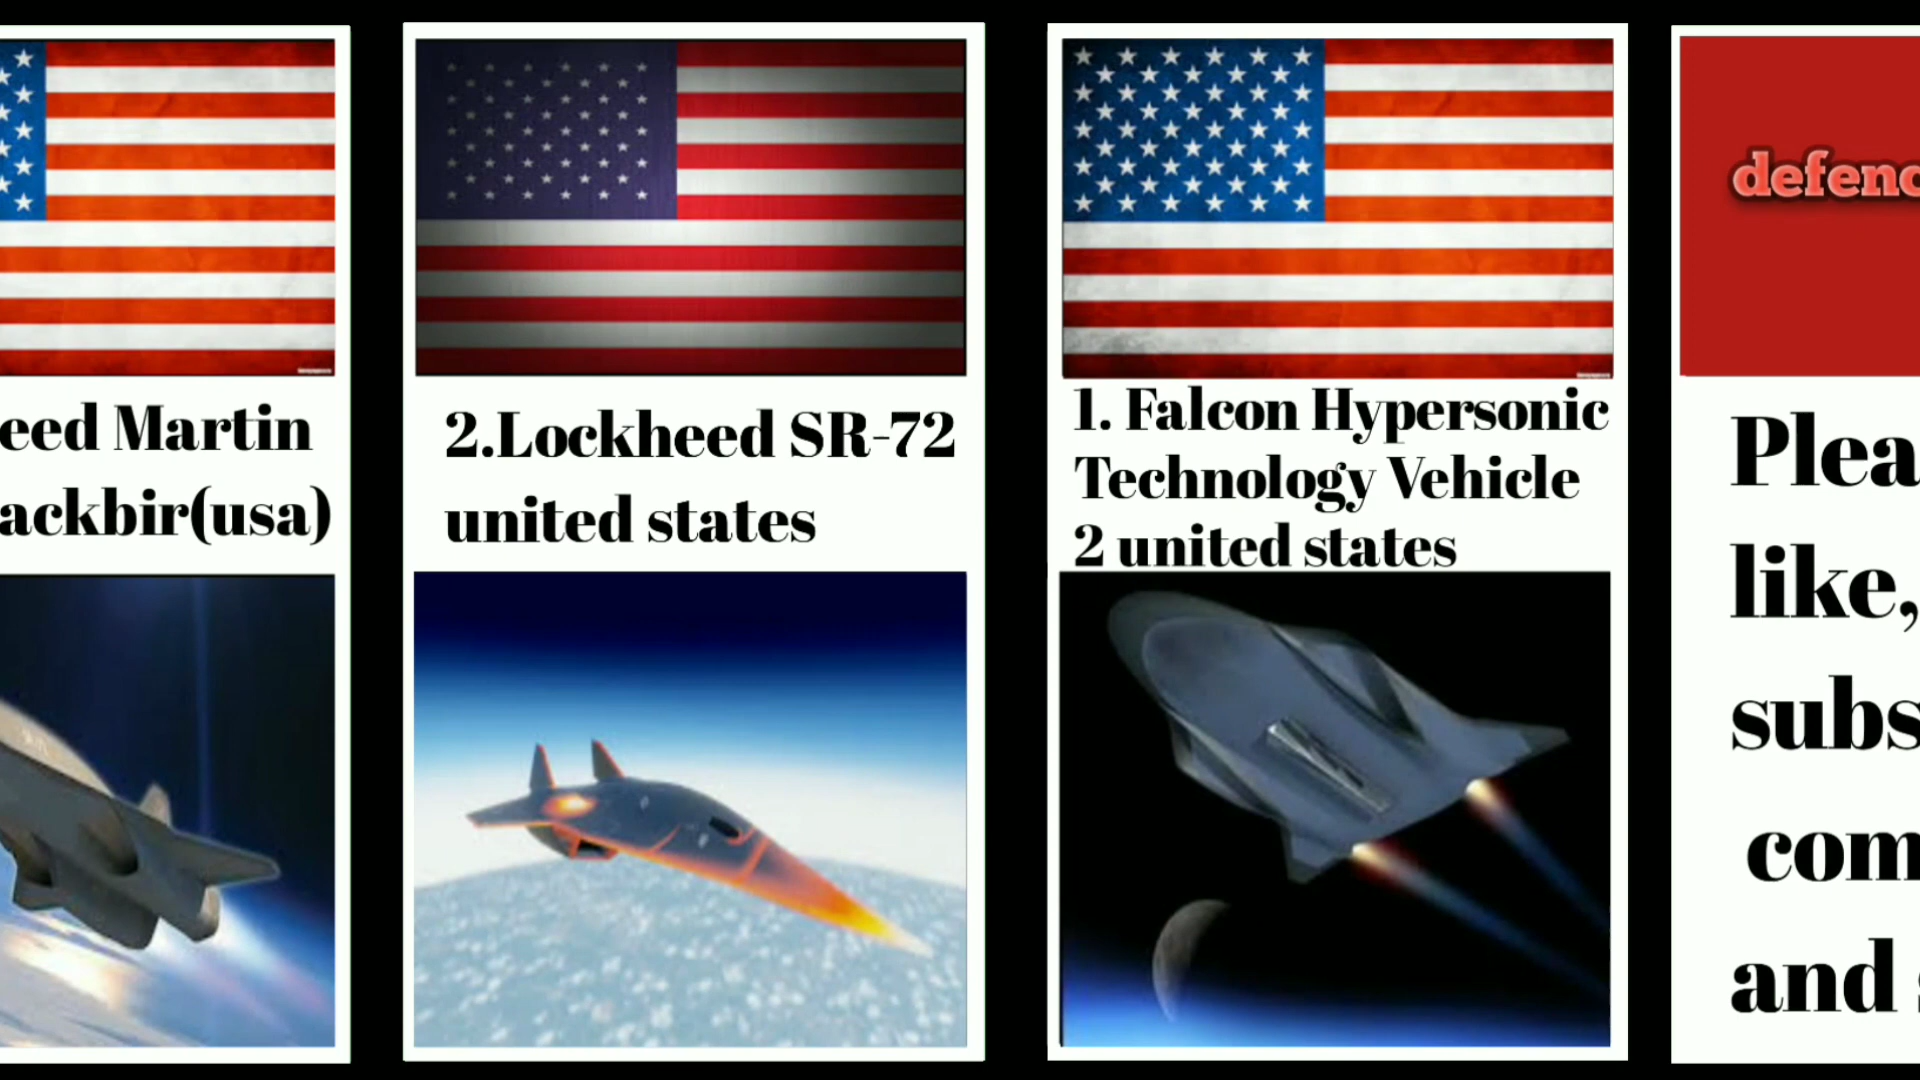 eed Martin
ackbir(usa)
2.Lockheed SR-72
united states
1. Falcon Hypersonic
Technology Vehicle
2 united states
defenc
Plea
like,
subs
com
and